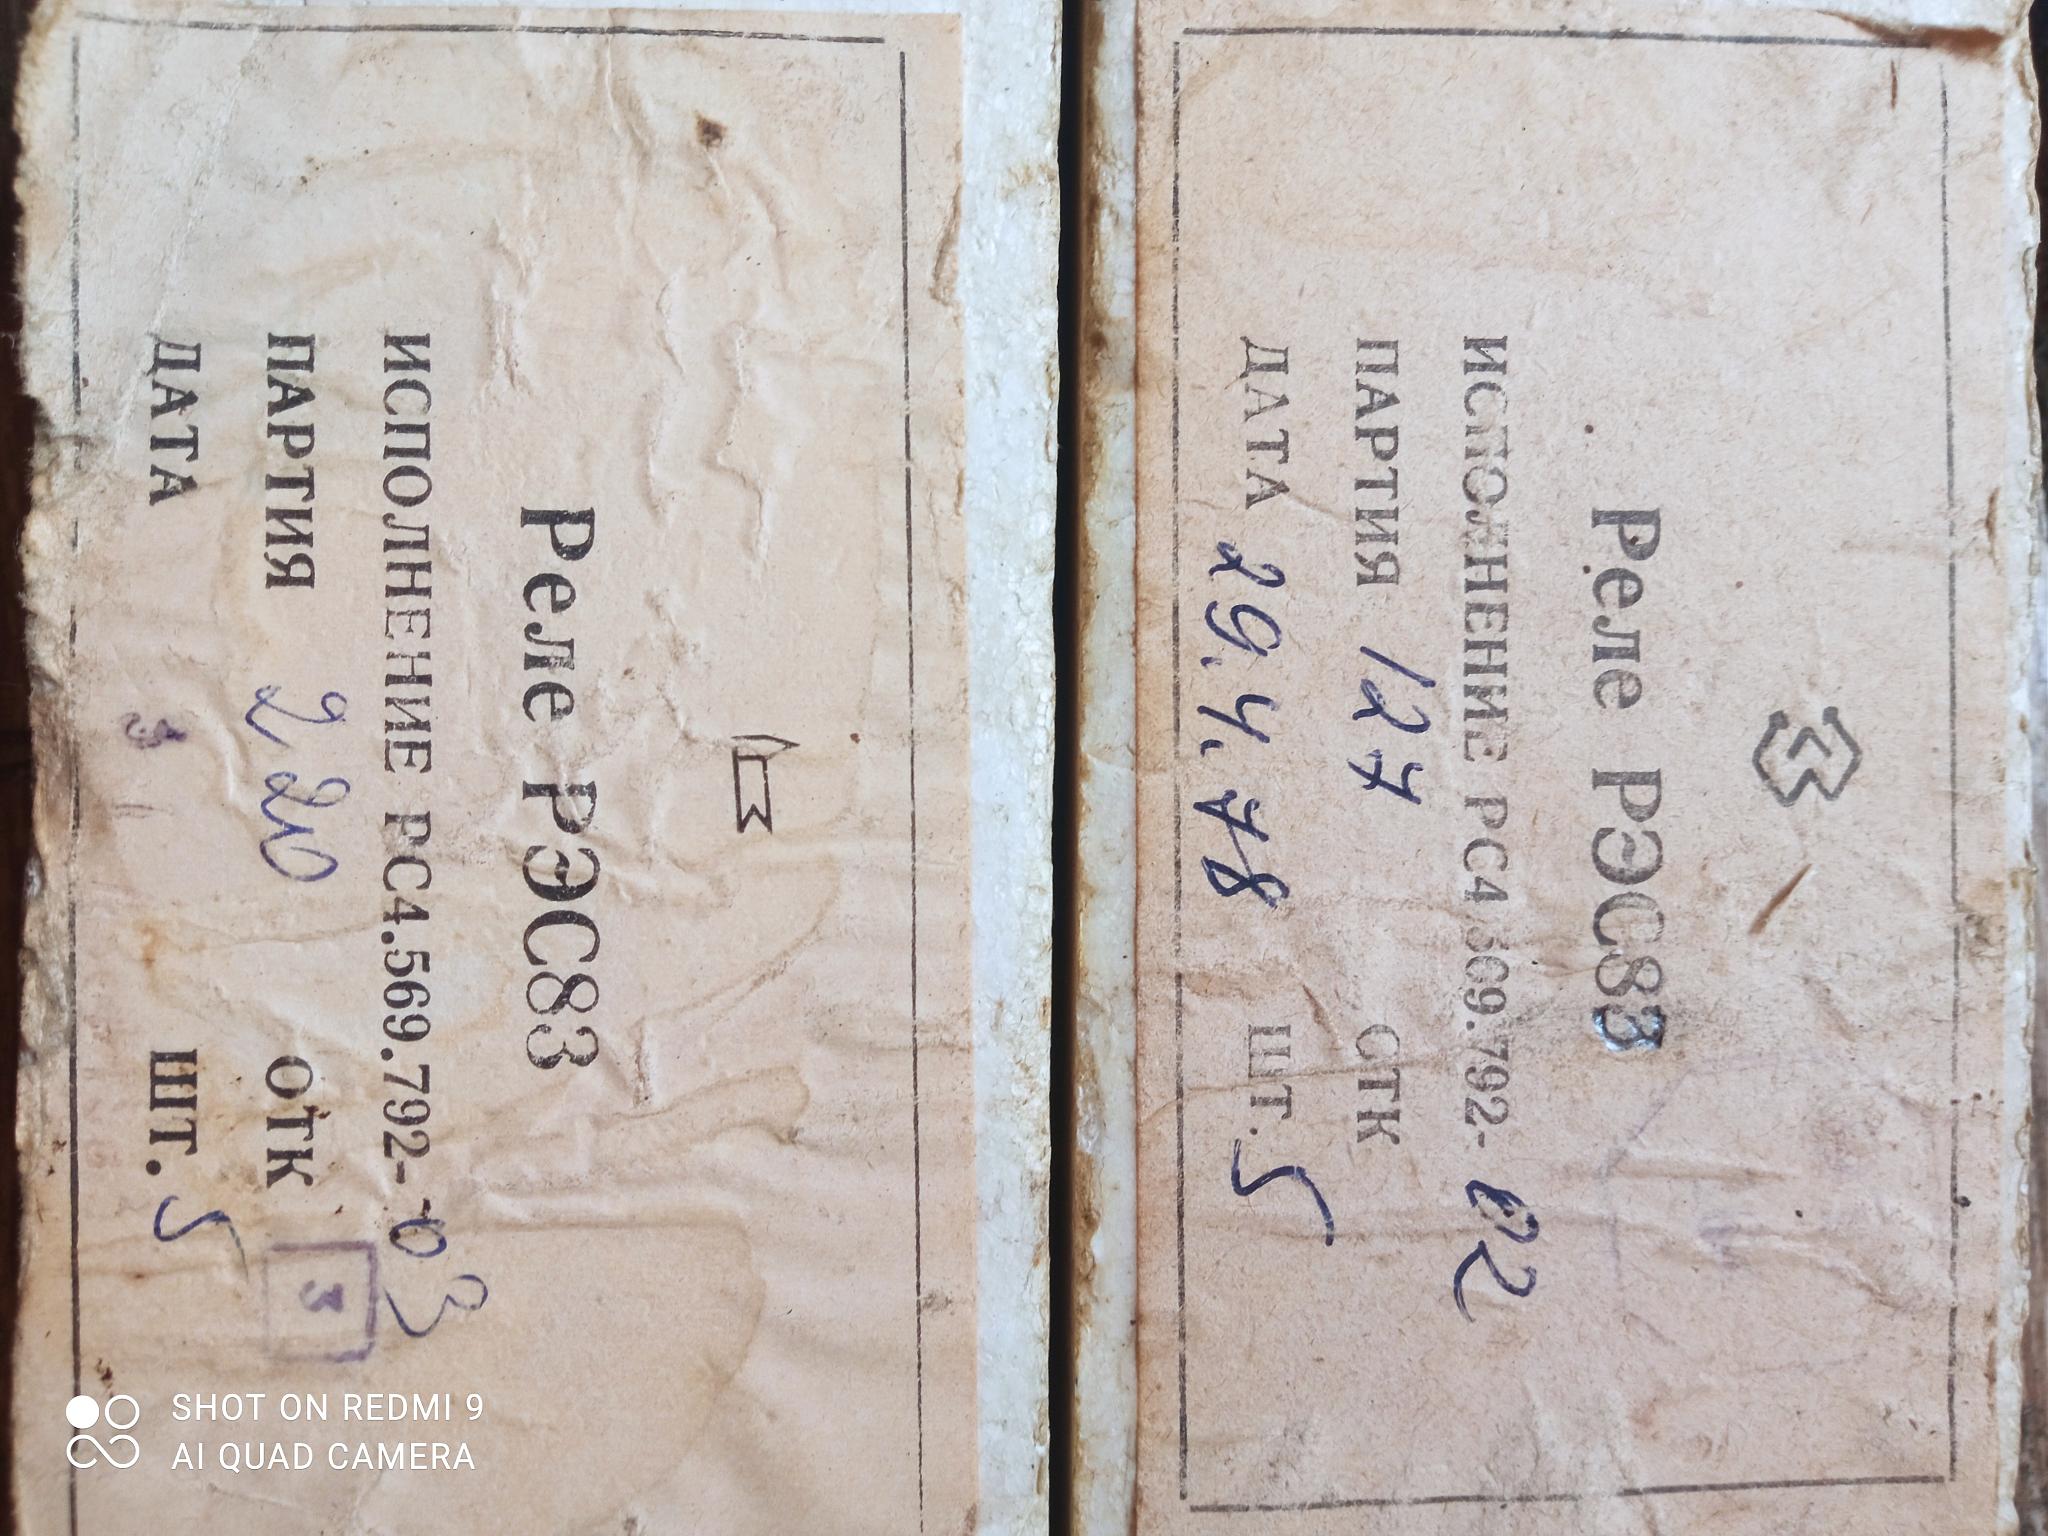 Реле РЭС83
ИСПОЛНЕНИЕ РС4.569.792-03
ПАРТИЯ 220 ОТК 3
ДАТА ШТ. 5
Реле РЭС83
ИСПОЛНЕНИЕ РС4.569.792-02
ПАРТИЯ 127 ОТК
ДАТА 29.4.78 ШТ. 5
SHOT ON REDMI 9
AI QUAD CAMERA